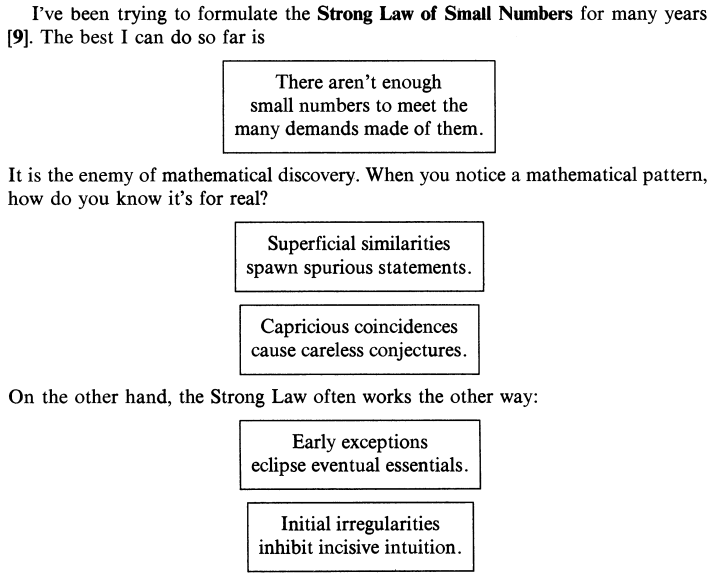 I've been trying to formulate the Strong Law of Small Numbers for many years
[9]. The best I can do so far is
There aren't enough
small numbers to meet the
many demands made of them.
It is the enemy of mathematical discovery. When you notice a mathematical pattern,
how do you know it's for real?
Superficial similarities
spawn spurious statements.
Capricious coincidences
cause careless conjectures.
On the other hand, the Strong Law often works the other way:
Early exceptions
eclipse eventual essentials.
Initial irregularities
inhibit incisive intuition.